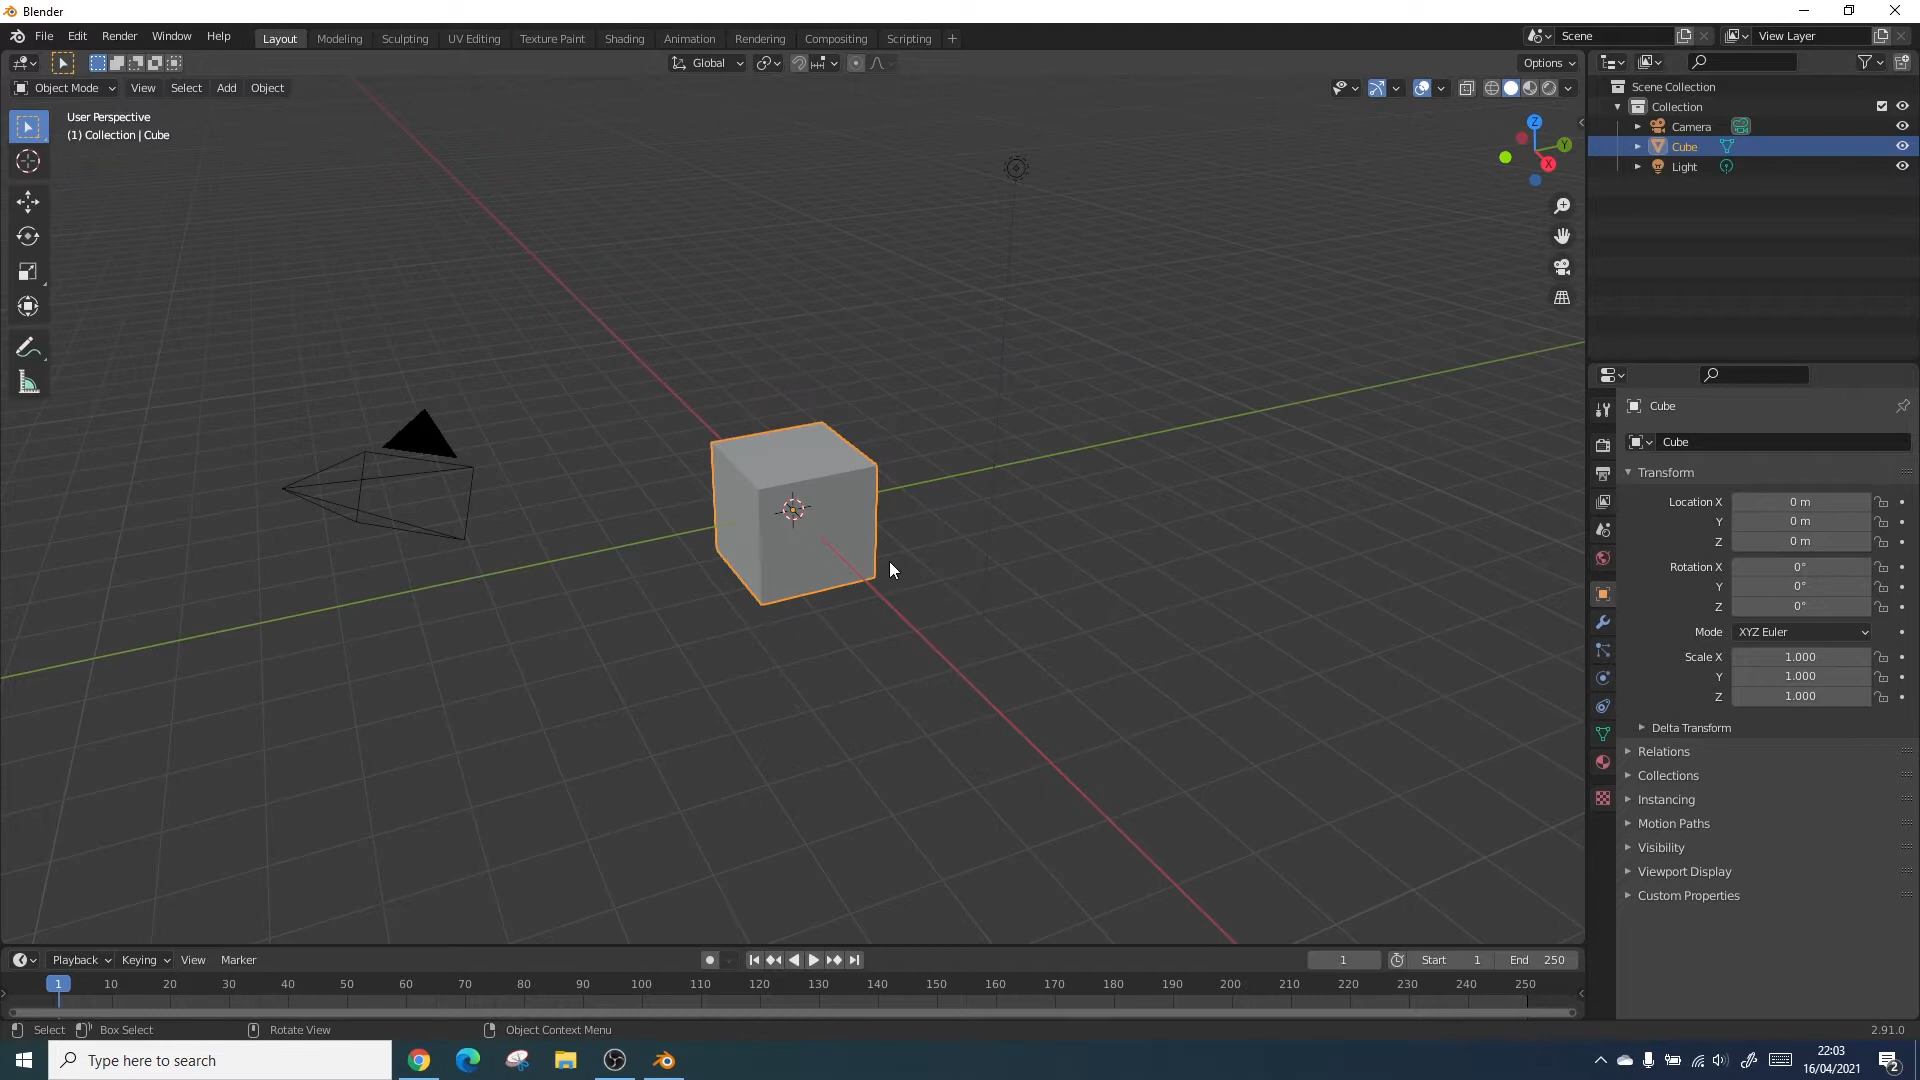 Blender
File Edit Render Window Help
Layout Modeling Sculpting UV Editing Texture Paint Shading Animation Rendering Compositing Scripting +
Scene View Layer
Global Options
Object Mode View Select Add Object
User Perspective
(1) Collection | Cube
Z
Y
X
Scene Collection
Collection
Camera
Cube
Light
Cube
Cube
Transform
Location X 0 m
Y 0 m
Z 0 m
Rotation X 0°
Y 0°
Z 0°
Mode XYZ Euler
Scale X 1.000
Y 1.000
Z 1.000
Delta Transform
Relations
Collections
Instancing
Motion Paths
Visibility
Viewport Display
Custom Properties
Playback Keying View Marker 1 Start 1 End 250
1 10 20 30 40 50 60 70 80 90 100 110 120 130 140 150 160 170 180 190 200 210 220 230 240 250
Select Box Select Rotate View Object Context Menu 2.91.0
Type here to search
22:03
16/04/2021
2